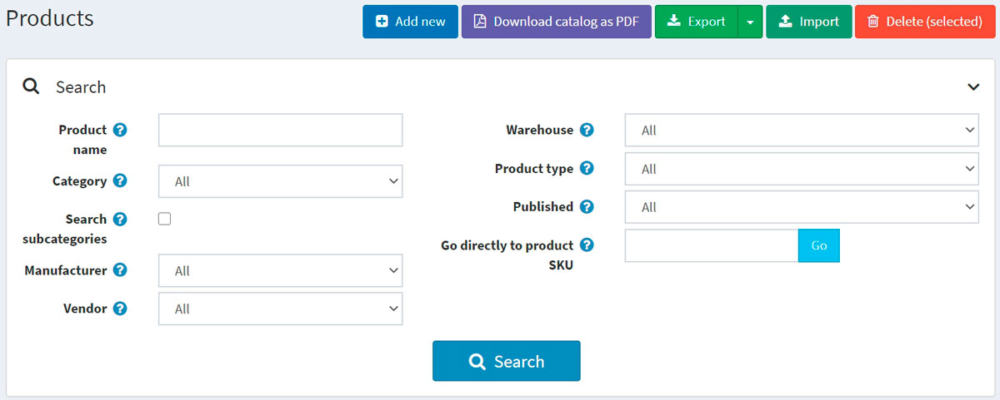 Products
Add new
Download catalog as PDF
Export
Import
Delete (selected)
Search
Product
name
Category
All
Search
subcategories
Manufacturer
All
Vendor
All
Warehouse
All
Product type
All
Published
All
Go directly to product
SKU
Go
Search